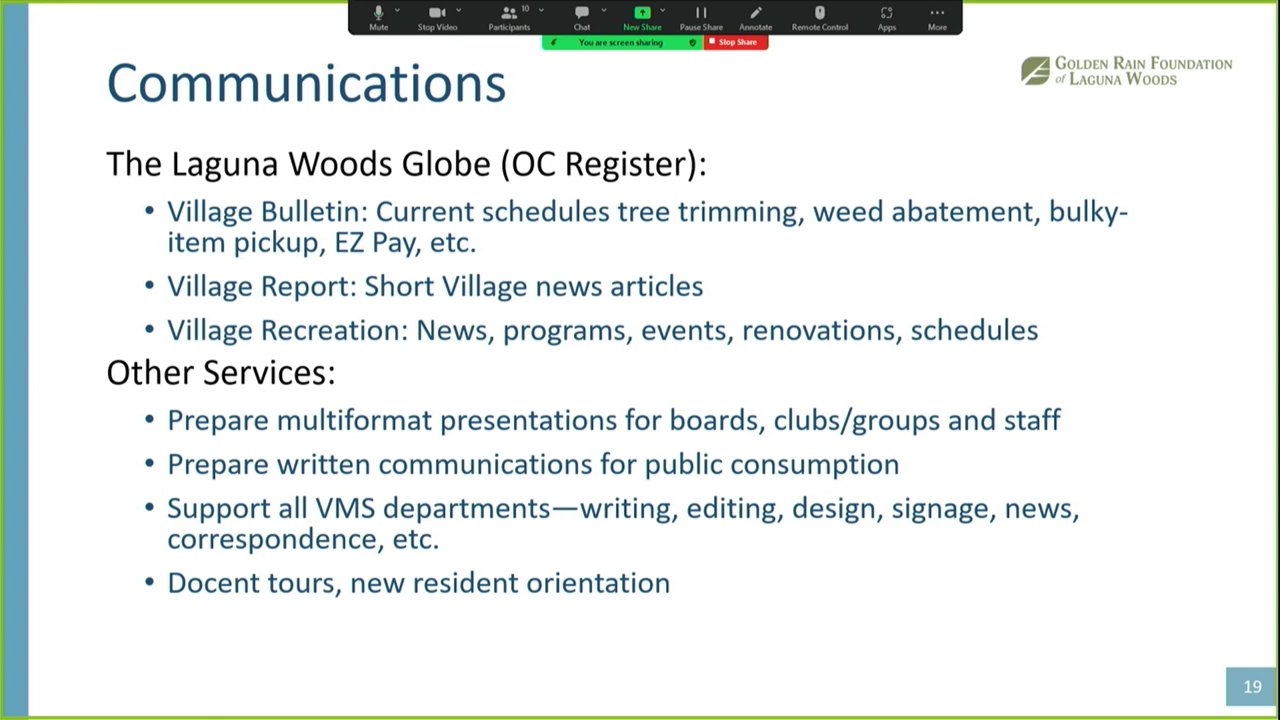 Mute
Stop Video
10
Participants
Chat
New Share
Pause Share
Annotate
Remote Control
Apps
More
You are screen sharing
Stop Share
Communications
GOLDEN RAIN FOUNDATION
of LAGUNA WOODS
The Laguna Woods Globe (OC Register):
• Village Bulletin: Current schedules tree trimming, weed abatement, bulky-
item pickup, EZ Pay, etc.
• Village Report: Short Village news articles
• Village Recreation: News, programs, events, renovations, schedules
Other Services:
• Prepare multiformat presentations for boards, clubs/groups and staff
• Prepare written communications for public consumption
• Support all VMS departments—writing, editing, design, signage, news,
correspondence, etc.
• Docent tours, new resident orientation
19